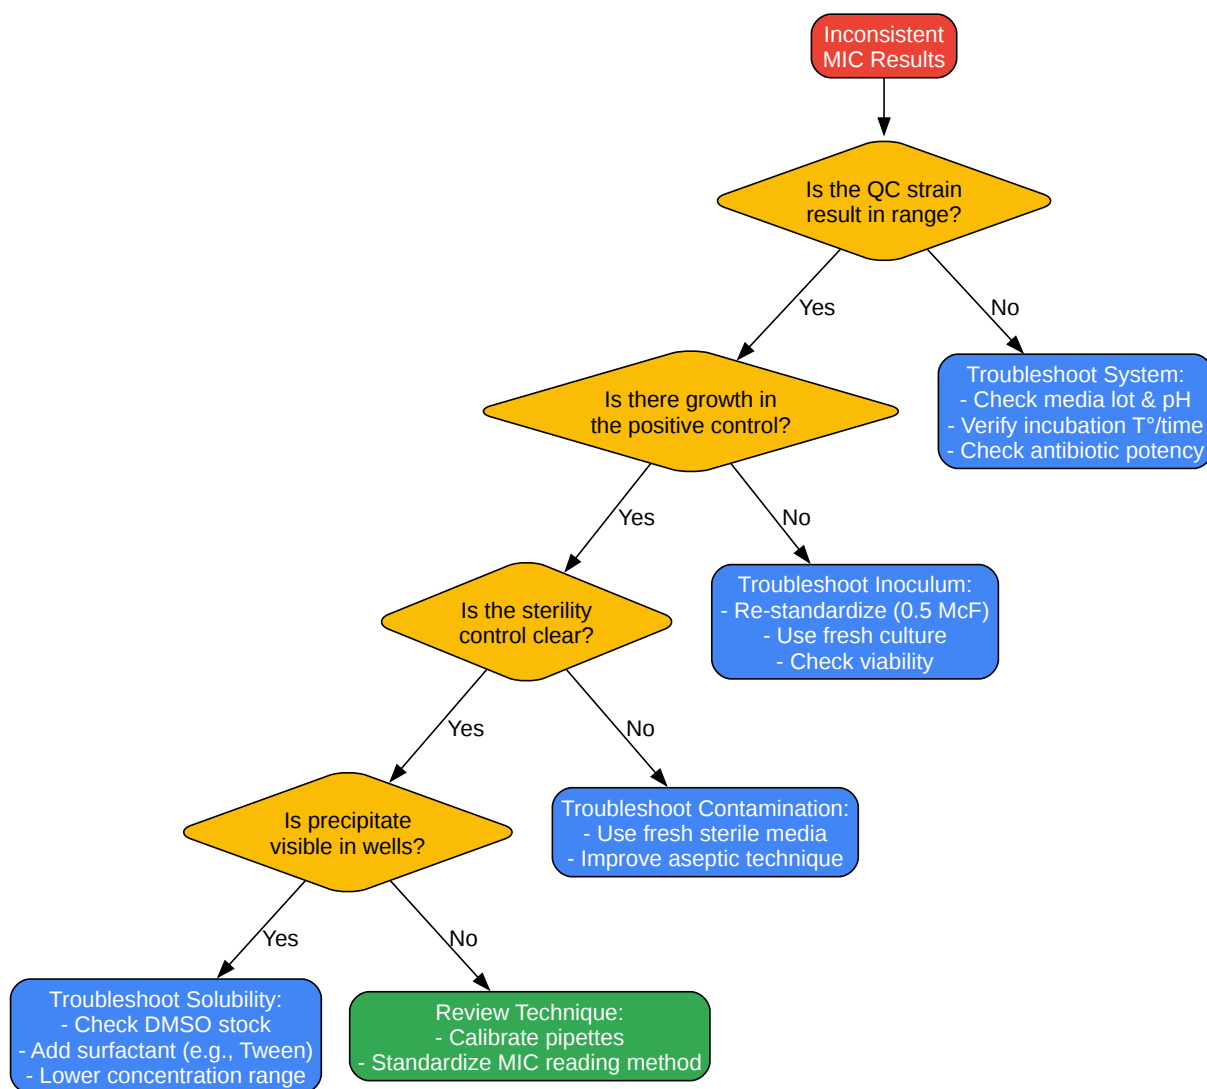 Inconsistent
MIC Results
Is the QC strain
result in range?
Yes
No
Troubleshoot System:
- Check media lot & pH
- Verify incubation T°/time
- Check antibiotic potency
Is there growth in
the positive control?
Yes
No
Troubleshoot Inoculum:
- Re-standardize (0.5 McF)
- Use fresh culture
- Check viability
Is the sterility
control clear?
Yes
No
Troubleshoot Contamination:
- Use fresh sterile media
- Improve aseptic technique
Is precipitate
visible in wells?
Yes
No
Troubleshoot Solubility:
- Check DMSO stock
- Add surfactant (e.g., Tween)
- Lower concentration range
Review Technique:
- Calibrate pipettes
- Standardize MIC reading method